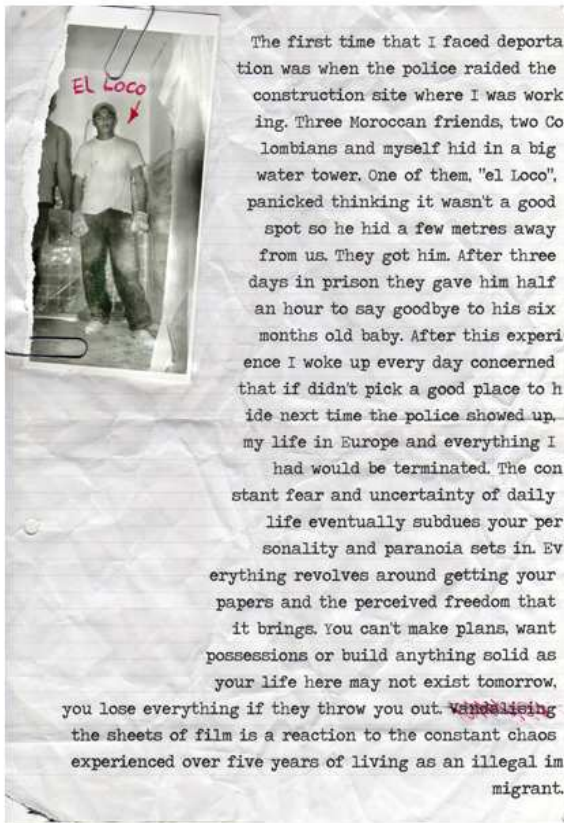 EL LOCO
The first time that I faced deporta
tion was when the police raided the
construction site where I was work
ing. Three Moroccan friends, two Co
lombians and myself hid in a big
water tower. One of them, "el Loco",
panicked thinking it wasn't a good
spot so he hid a few metres away
from us. They got him. After three
days in prison they gave him half
an hour to say goodbye to his six
months old baby. After this experi
ence I woke up every day concerned
that if didn't pick a good place to h
ide next time the police showed up,
my life in Europe and everything I
had would be terminated. The con
stant fear and uncertainty of daily
life eventually subdues your per
sonality and paranoia sets in. Ev
erything revolves around getting your
papers and the perceived freedom that
it brings. You can't make plans, want
possessions or build anything solid as
your life here may not exist tomorrow,
you lose everything if they throw you out. Vandalising
the sheets of film is a reaction to the constant chaos
experienced over five years of living as an illegal im
migrant.